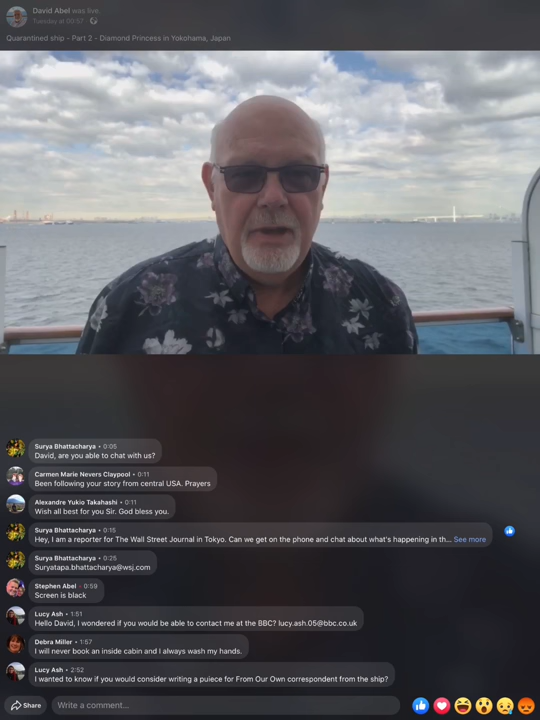 David Abel was live.
Tuesday at 00:37
Quarantined ship - Part 2 - Diamond Princess in Yokohama, Japan
Surya Bhattacharya • 0:05
David, are you able to chat with us?
Carmen Marie Nevers Claypool • 0:11
Been following your story from central USA. Prayers
Alexandre Yukio Takahashi • 0:11
Wish all best for you Sir. God bless you.
Surya Bhattacharya • 0:15
Hey, I am a reporter for The Wall Street Journal in Tokyo. Can we get on the phone and chat about what's happening in th... See more
Surya Bhattacharya • 0:25
Suryatapa.bhattacharya@wsj.com
Stephen Abel • 0:59
Screen is black
Lucy Ash • 1:51
Hello David, I wondered if you would be able to contact me at the BBC? lucy.ash.05@bbc.co.uk
Debra Miller • 1:57
I will never book an inside cabin and I always wash my hands.
Lucy Ash • 2:52
I wanted to know if you would consider writing a puiece for From Our Own correspondent from the ship?
Share
Write a comment...